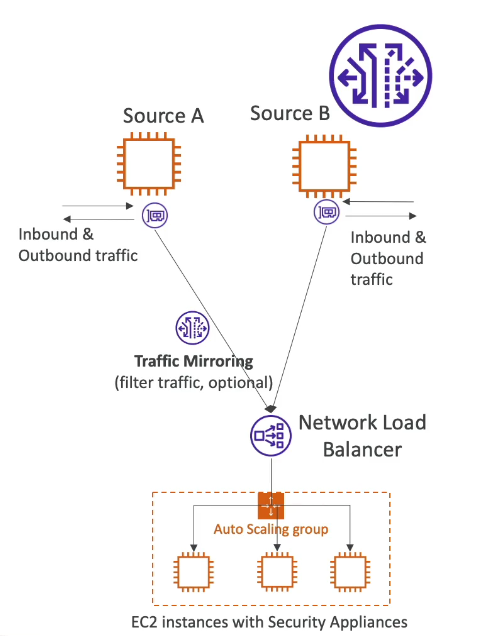 Source A
Source B
Inbound &
Outbound traffic
Inbound &
Outbound
traffic
Traffic Mirroring
(filter traffic, optional)
Network Load
Balancer
Auto Scaling group
EC2 instances with Security Appliances